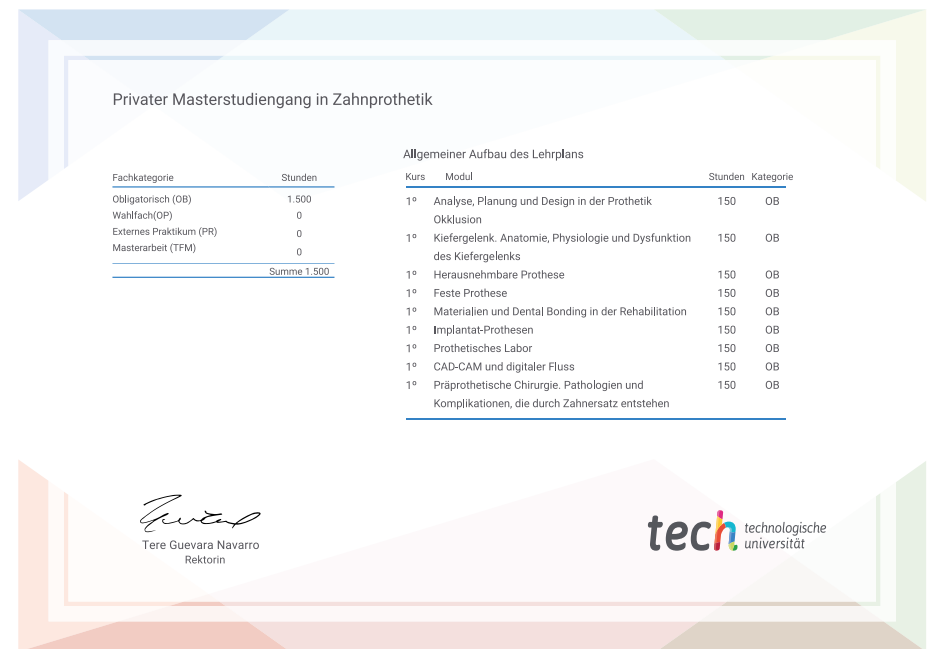 Privater Masterstudiengang in Zahnprothetik
Fachkategorie Stunden
Obligatorisch (OB) 1.500
Wahlfach(OP) 0
Externes Praktikum (PR) 0
Masterarbeit (TFM) 0
Summe 1.500
Allgemeiner Aufbau des Lehrplans
Kurs Modul Stunden Kategorie
1º Analyse, Planung und Design in der Prothetik 150 OB
Okklusion
1º Kiefergelenk. Anatomie, Physiologie und Dysfunktion 150 OB
des Kiefergelenks
1º Herausnehmbare Prothese 150 OB
1º Feste Prothese 150 OB
1º Materialien und Dental Bonding in der Rehabilitation 150 OB
1º Implantat-Prothesen 150 OB
1º Prothetisches Labor 150 OB
1º CAD-CAM und digitaler Fluss 150 OB
1º Präprothetische Chirurgie. Pathologien und 150 OB
Komplikationen, die durch Zahnersatz entstehen
Tere Guevara Navarro
Rektorin
tech technologische
universität